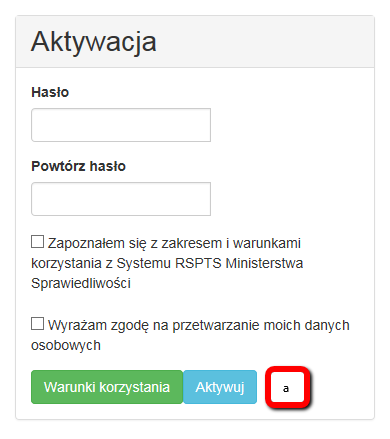 Aktywacja
Hasło
Powtórz hasło
Zapoznałem się z zakresem i warunkami
korzystania z Systemu RSPTS Ministerstwa
Sprawiedliwości
Wyrażam zgodę na przetwarzanie moich danych
osobowych
Warunki korzystania Aktywuj a